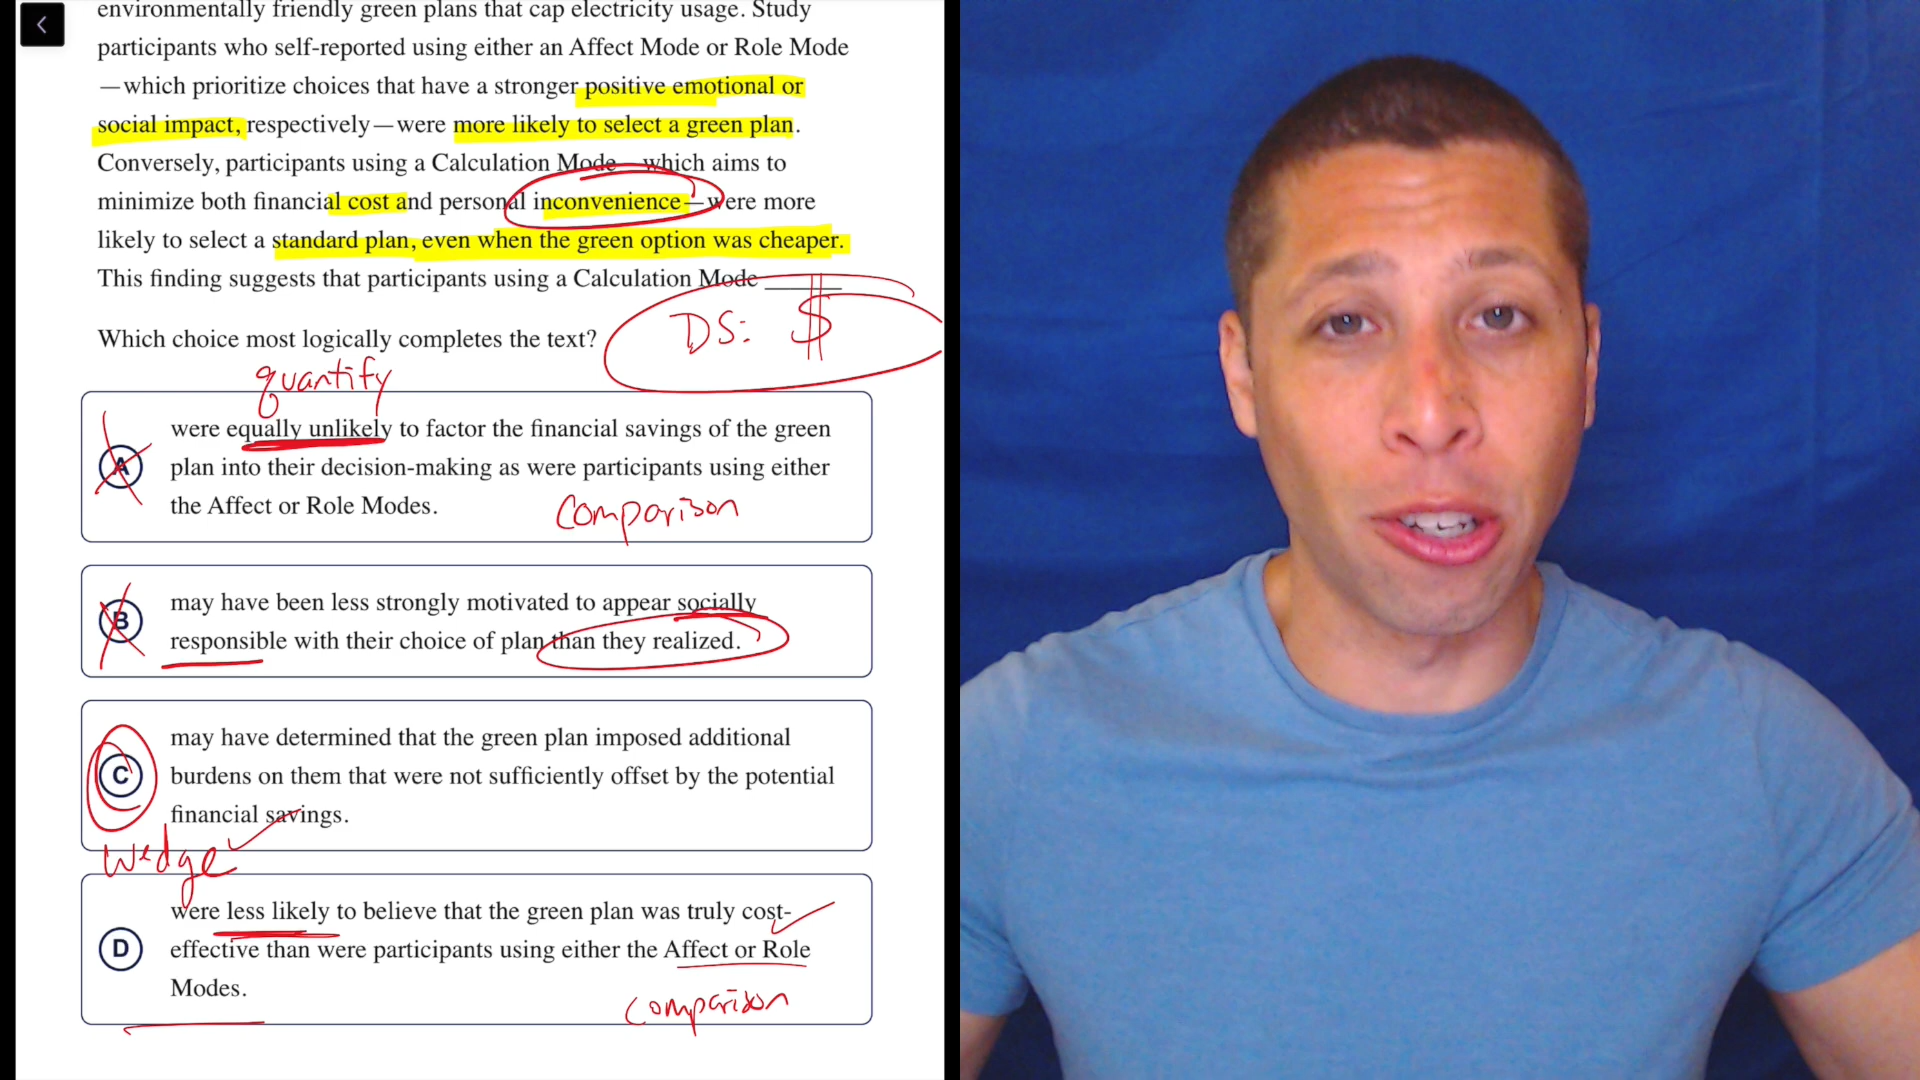 environmentally friendly green plans that cap electricity usage. Study
participants who self-reported using either an Affect Mode or Role Mode
—which prioritize choices that have a stronger positive emotional or
social impact, respectively—were more likely to select a green plan.
Conversely, participants using a Calculation Mode—which aims to
minimize both financial cost and personal inconvenience—were more
likely to select a standard plan, even when the green option was cheaper.
This finding suggests that participants using a Calculation Mode ______
DS: $
Which choice most logically completes the text?
quantify
A were equally unlikely to factor the financial savings of the green
plan into their decision-making as were participants using either
the Affect or Role Modes.
Comparison
B may have been less strongly motivated to appear socially
responsible with their choice of plan than they realized.
C may have determined that the green plan imposed additional
burdens on them that were not sufficiently offset by the potential
financial savings.
Wedge
D were less likely to believe that the green plan was truly cost-
effective than were participants using either the Affect or Role
Modes.
Comparison